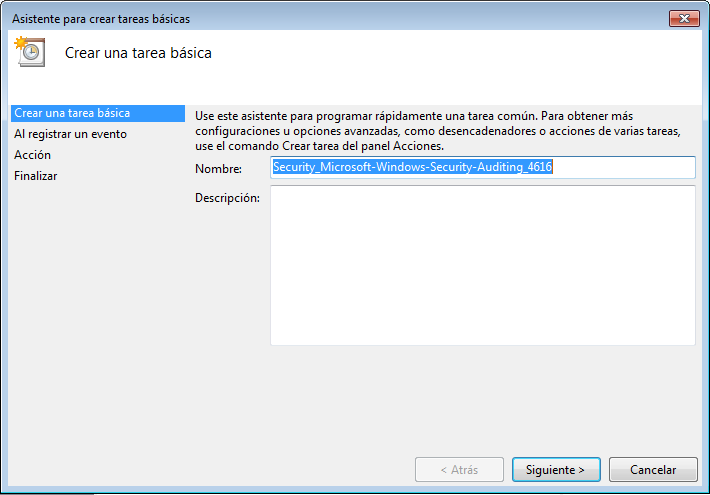 Asistente para crear tareas básicas
Crear una tarea básica
Crear una tarea básica
Al registrar un evento
Acción
Finalizar
Use este asistente para programar rápidamente una tarea común. Para obtener más
configuraciones u opciones avanzadas, como desencadenadores o acciones de varias tareas,
use el comando Crear tarea del panel Acciones.
Nombre:
Security_Microsoft-Windows-Security-Auditing_4616
Descripción:
< Atrás
Siguiente >
Cancelar